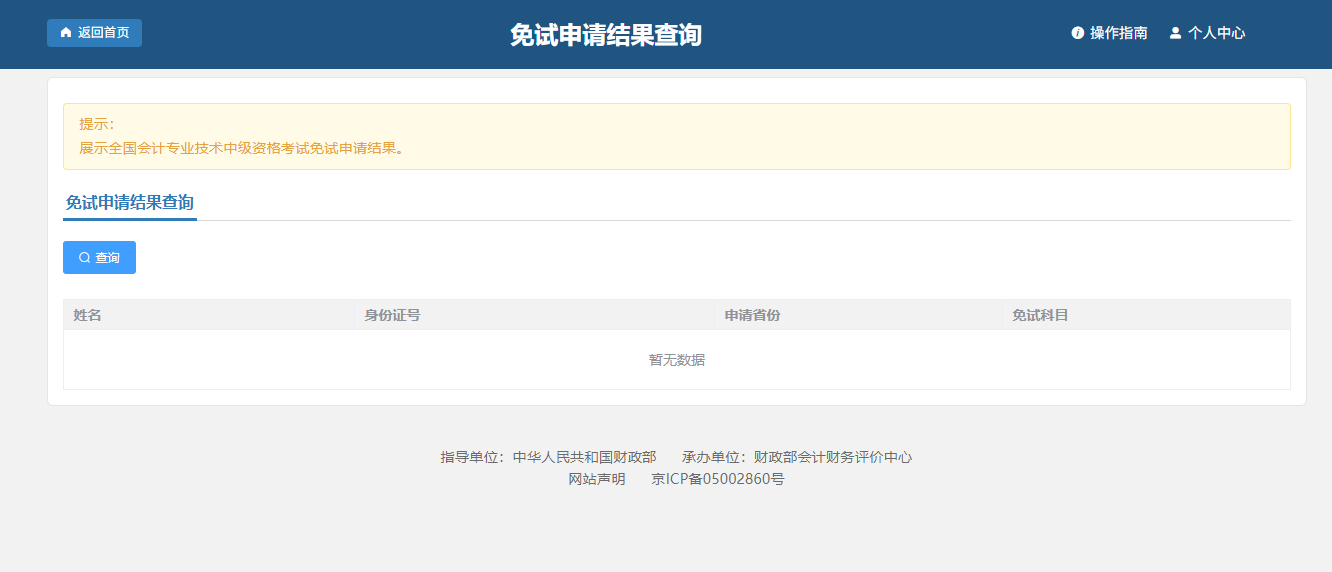 返回首页
免试申请结果查询
操作指南
个人中心
提示：
展示全国会计专业技术中级资格考试免试申请结果。
免试申请结果查询
查询
姓名 身份证号 申请省份 免试科目
暂无数据
指导单位：中华人民共和国财政部 承办单位：财政部会计财务评价中心
网站声明 京ICP备05002860号